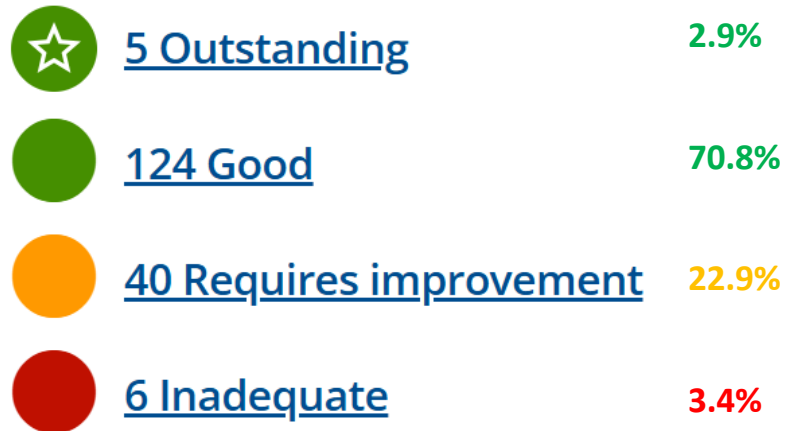 5 Outstanding 2.9%
124 Good 70.8%
40 Requires improvement 22.9%
6 Inadequate 3.4%